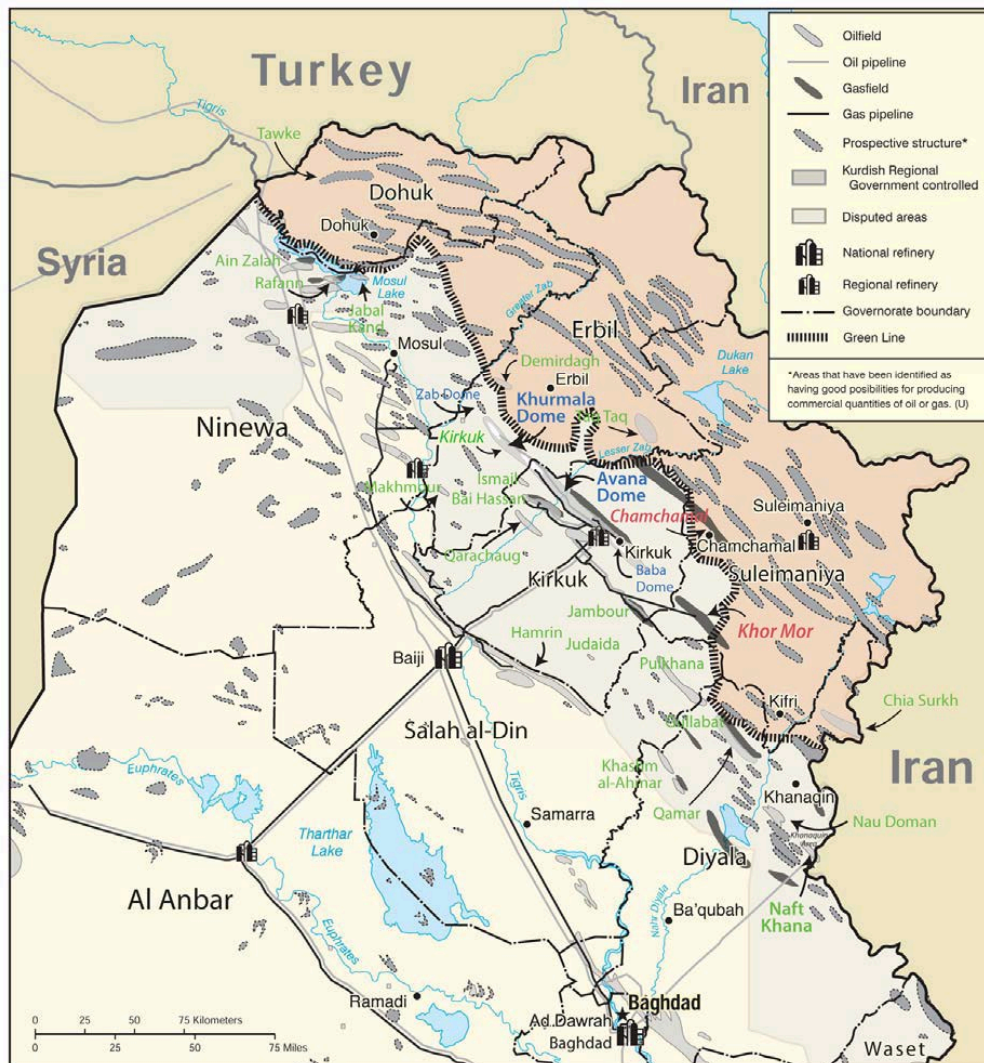 Turkey
Iran
Syria
Tigris
Tawke
Dohuk
Dohuk
Ain Zalah
Rafann
Mosul
Lake
Jabal
Kand
Mosul
Greater Zab
Erbil
Dukan
Lake
Demirdagh
Erbil
Zab Dome
Khurmala
Dome
Taq
Ninewa
Kirkuk
Lesser Zab
Ismail
Makhmour
Bai Hassan
Avana
Dome
Chamchamal
Suleimaniya
Chamchamal
Qarachaug
Kirkuk
Baba
Dome
Kirkuk
Suleimaniya
Jambour
Khor Mor
Hamrin
Judaida
Pulkhana
Baiji
Kifri
Chia Surkh
Salah al-Din
Iran
Khashm
al-Ahmar
Euphrates
Tigris
Khanaqin
Samarra
Qamar
Nau Doman
Tharthar
Lake
Diyala
Al Anbar
Nahr Diyala
Ba'qubah
Naft
Khana
Euphrates
Ramadi
Baghdad
Ad Dawrah
Baghdad
Waset
Oilfield
Oil pipeline
Gasfield
Gas pipeline
Prospective structure*
Kurdish Regional
Government controlled
Disputed areas
National refinery
Regional refinery
Governorate boundary
Green Line
*Areas that have been identified as
having good posibilities for producing
commercial quantities of oil or gas. (U)
0 25 50 75 Kilometers
0 25 50 75 Miles